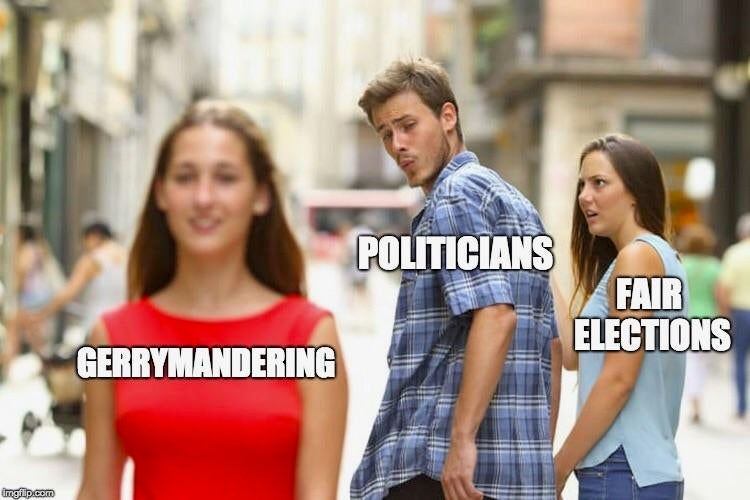 POLITICIANS
FAIR
ELECTIONS
GERRYMANDERING
imgflip.com